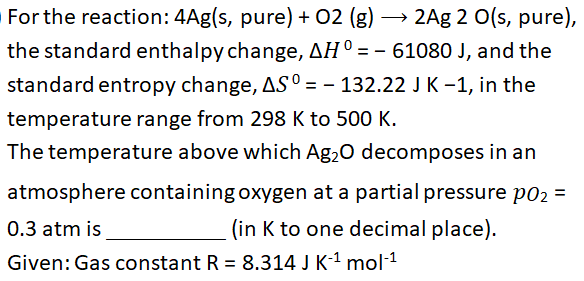 For the reaction: 4Ag(s, pure) + O2 (g) ⟶ 2Ag 2 O(s, pure),
the standard enthalpy change, ΔH⁰ = − 61080 J, and the
standard entropy change, ΔS⁰ = − 132.22 J K −1, in the
temperature range from 298 K to 500 K.
The temperature above which Ag₂O decomposes in an
atmosphere containing oxygen at a partial pressure pO₂ =
0.3 atm is ____________ (in K to one decimal place).
Given: Gas constant R = 8.314 J K⁻¹ mol⁻¹